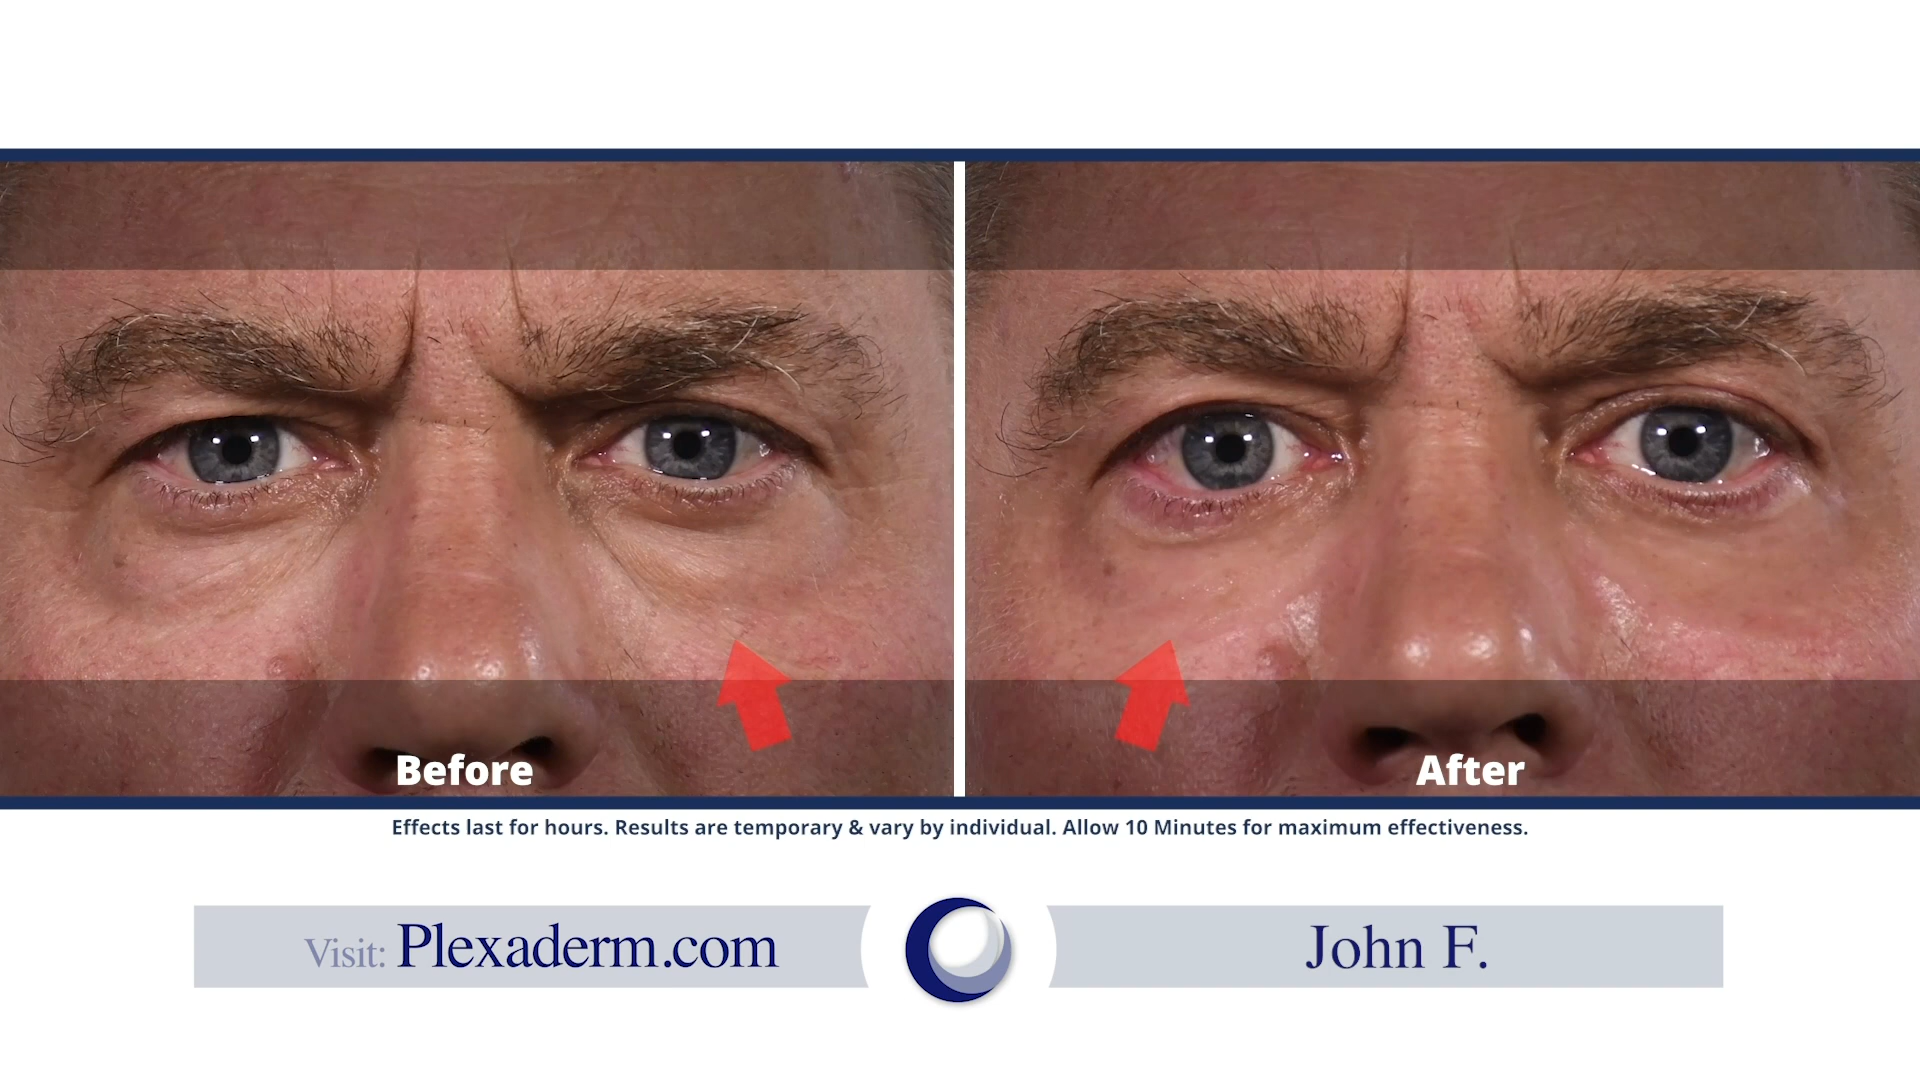 Before
After
Effects last for hours. Results are temporary & vary by individual. Allow 10 Minutes for maximum effectiveness.
Visit: Plexaderm.com
John F.